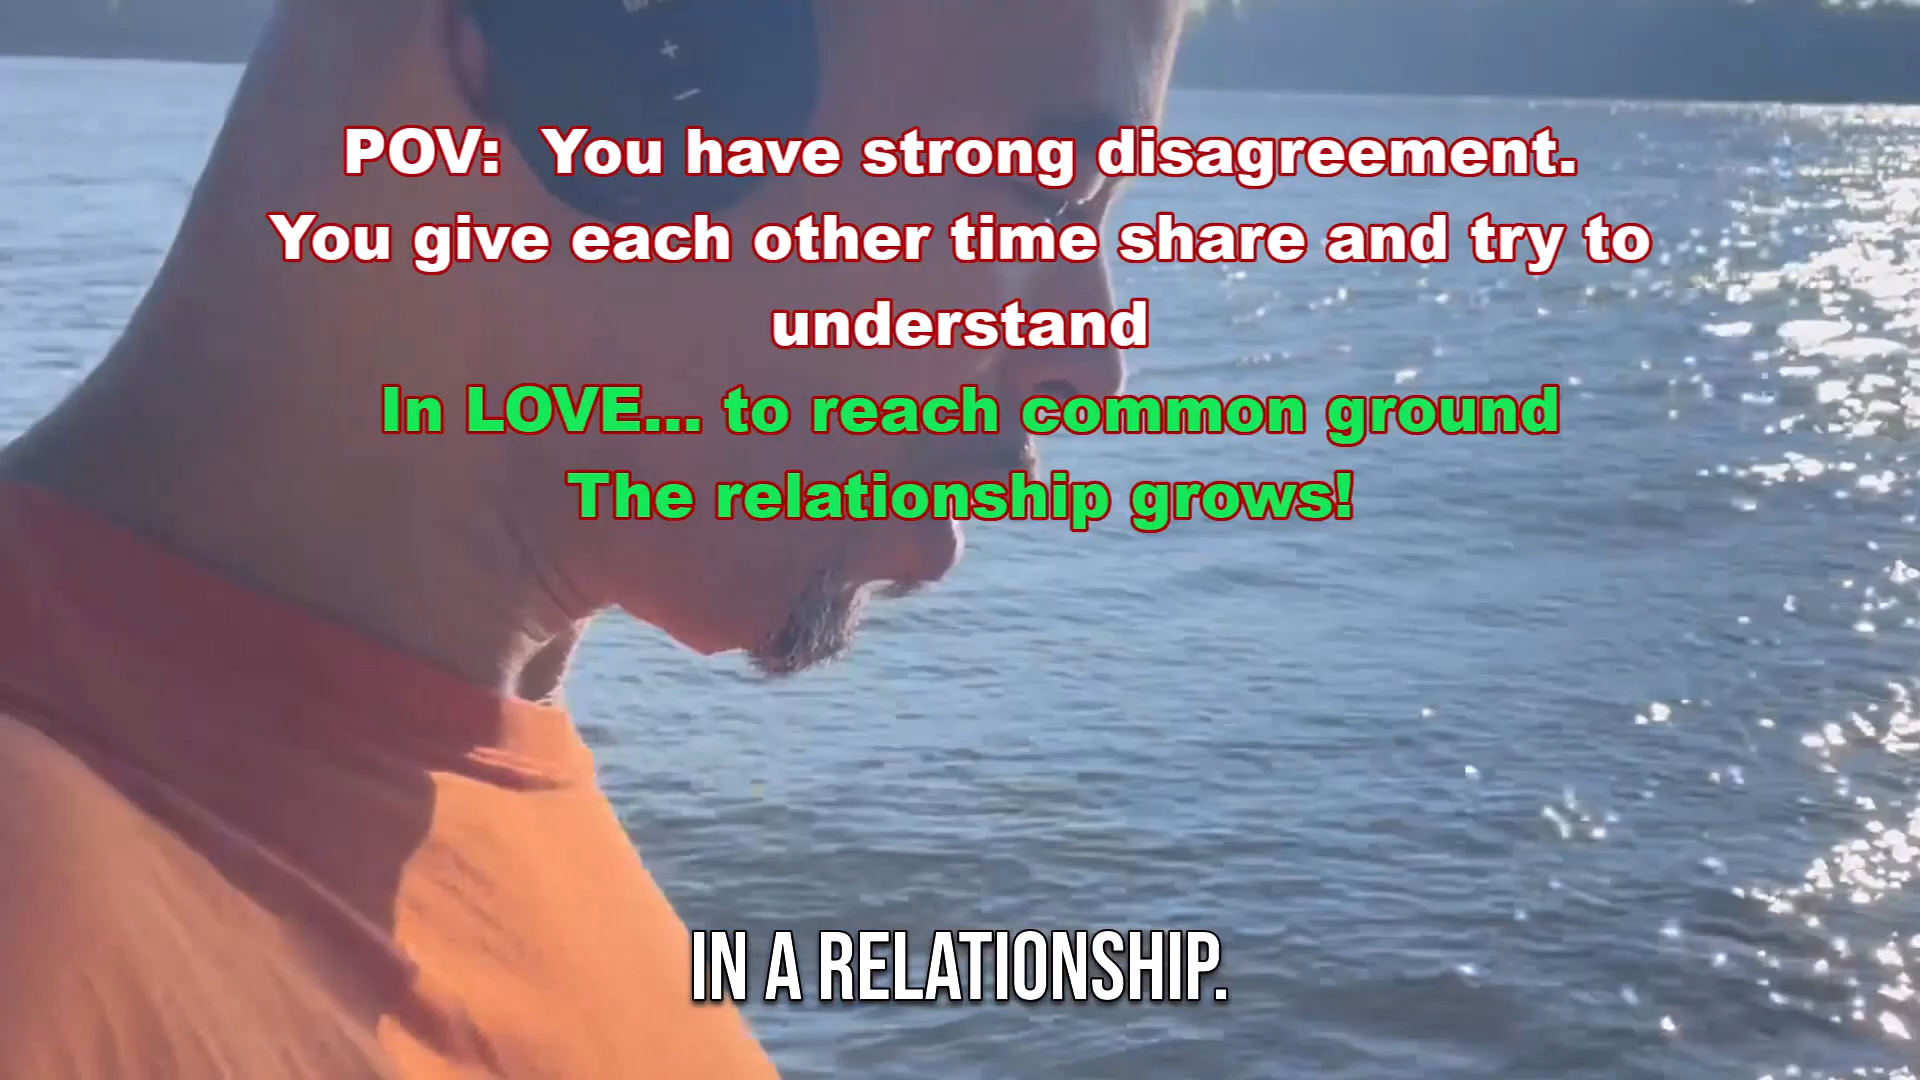 POV:  You have strong disagreement.
You give each other time share and try to
understand
In LOVE... to reach common ground
The relationship grows!
IN A RELATIONSHIP.